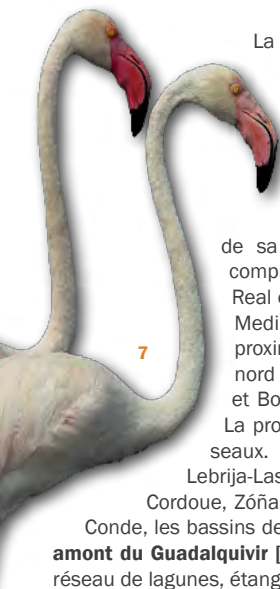 La
de sa
comp
Real
Medi
proxi
nord
7
et Bo
La pro
seaux.
Lebrija-Las
Cordoue, Zóña
Conde, les bassins de
amont du Guadalquivir [
réseau de lagunes, étang